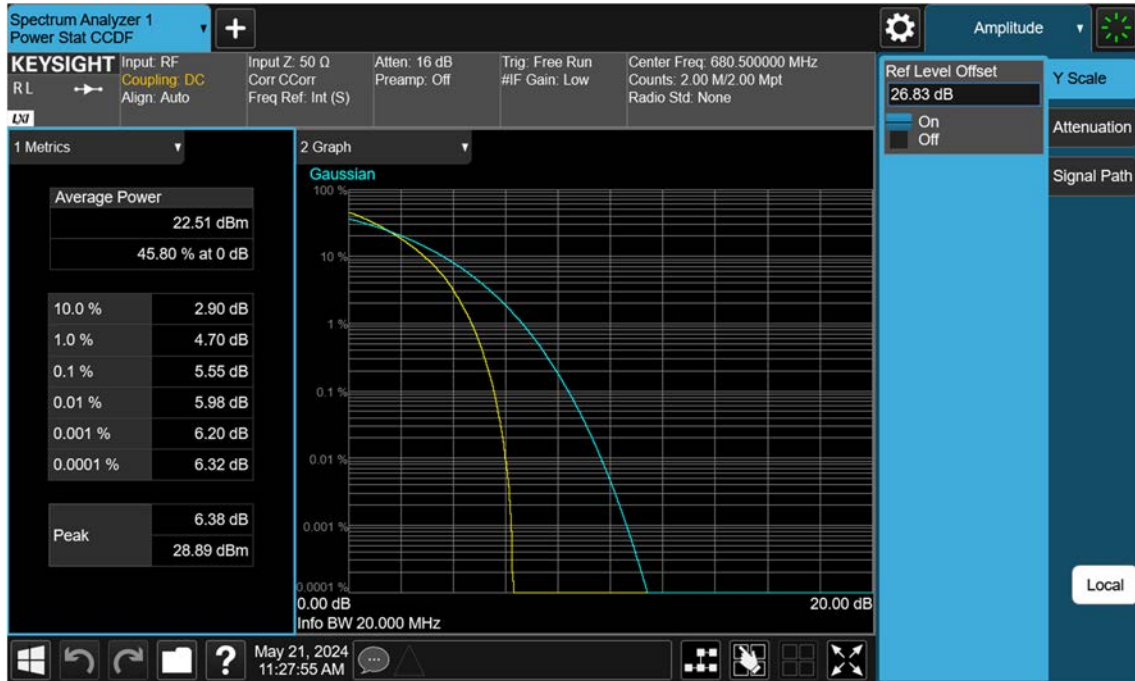 Spectrum Analyzer 1
Power Stat CCDF
+
Amplitude
KEYSIGHT
RL
LXI
Input: RF
Coupling: DC
Align: Auto
Input Z: 50 Ω
Corr CCorr
Freq Ref: Int (S)
Atten: 16 dB
Preamp: Off
Trig: Free Run
#IF Gain: Low
Center Freq: 680.500000 MHz
Counts: 2.00 M/2.00 Mpt
Radio Std: None
Ref Level Offset
26.83 dB
On
Off
Y Scale
Attenuation
Signal Path
1 Metrics
Average Power
22.51 dBm
45.80 % at 0 dB
10.0 % 2.90 dB
1.0 % 4.70 dB
0.1 % 5.55 dB
0.01 % 5.98 dB
0.001 % 6.20 dB
0.0001 % 6.32 dB
Peak
6.38 dB
28.89 dBm
2 Graph
Gaussian
100 %
10 %
1 %
0.1 %
0.01 %
0.001 %
0.0001 %
0.00 dB 20.00 dB
Info BW 20.000 MHz
Local
?
May 21, 2024
11:27:55 AM